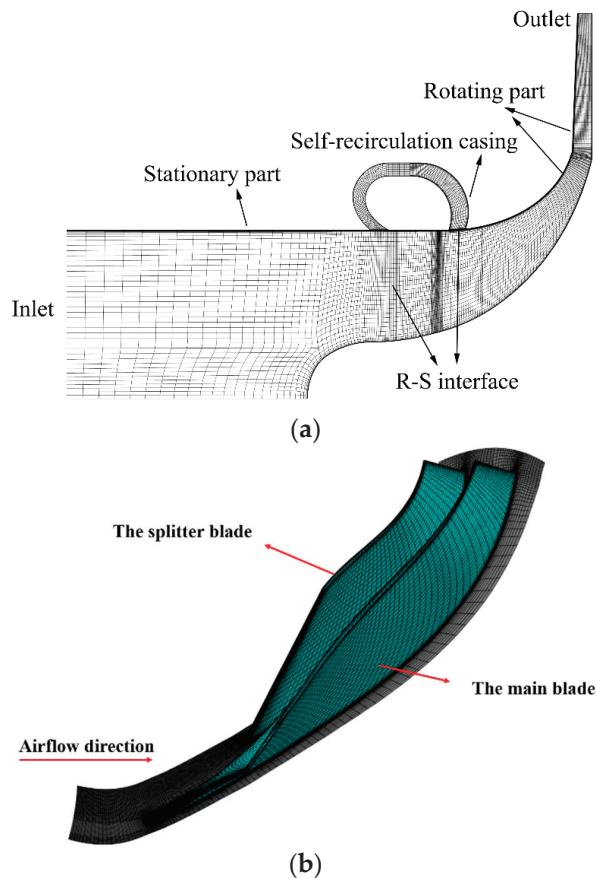 Outlet
Rotating part
Self-recirculation casing
Stationary part
Inlet
R-S interface
(a)
The splitter blade
The main blade
Airflow direction
(b)